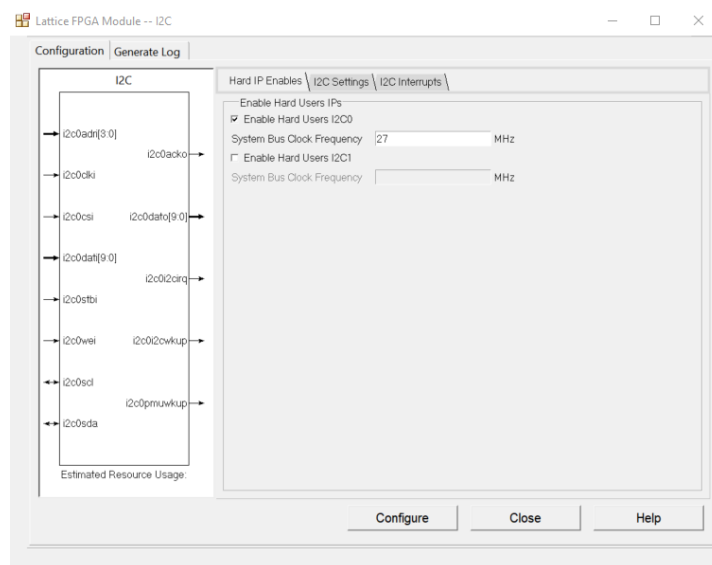 Lattice FPGA Module -- I2C
Configuration Generate Log
I2C
i2c0adri[3:0]
i2c0acko
i2c0clki
i2c0csi i2c0dato[9:0]
i2c0dati[9:0]
i2c0i2cirq
i2c0stbi
i2c0wei i2c0i2cwkup
i2c0scl
i2c0pmuwkup
i2c0sda
Estimated Resource Usage:
Hard IP Enables I2C Settings I2C Interrupts
Enable Hard Users IPs
Enable Hard Users I2C0
System Bus Clock Frequency 27 MHz
Enable Hard Users I2C1
System Bus Clock Frequency MHz
Configure Close Help